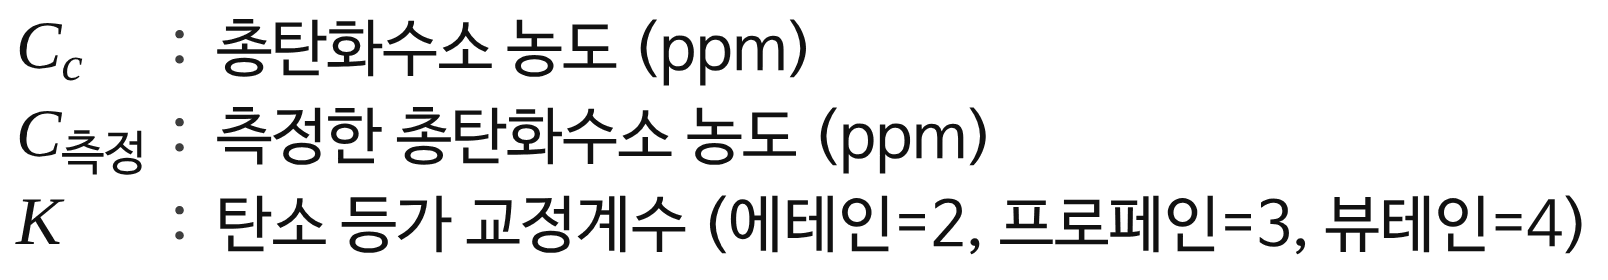 C_c : 총탄화수소 농도 (ppm)
C_측정 : 측정한 총탄화수소 농도 (ppm)
K : 탄소 등가 교정계수 (에테인=2, 프로페인=3, 뷰테인=4)